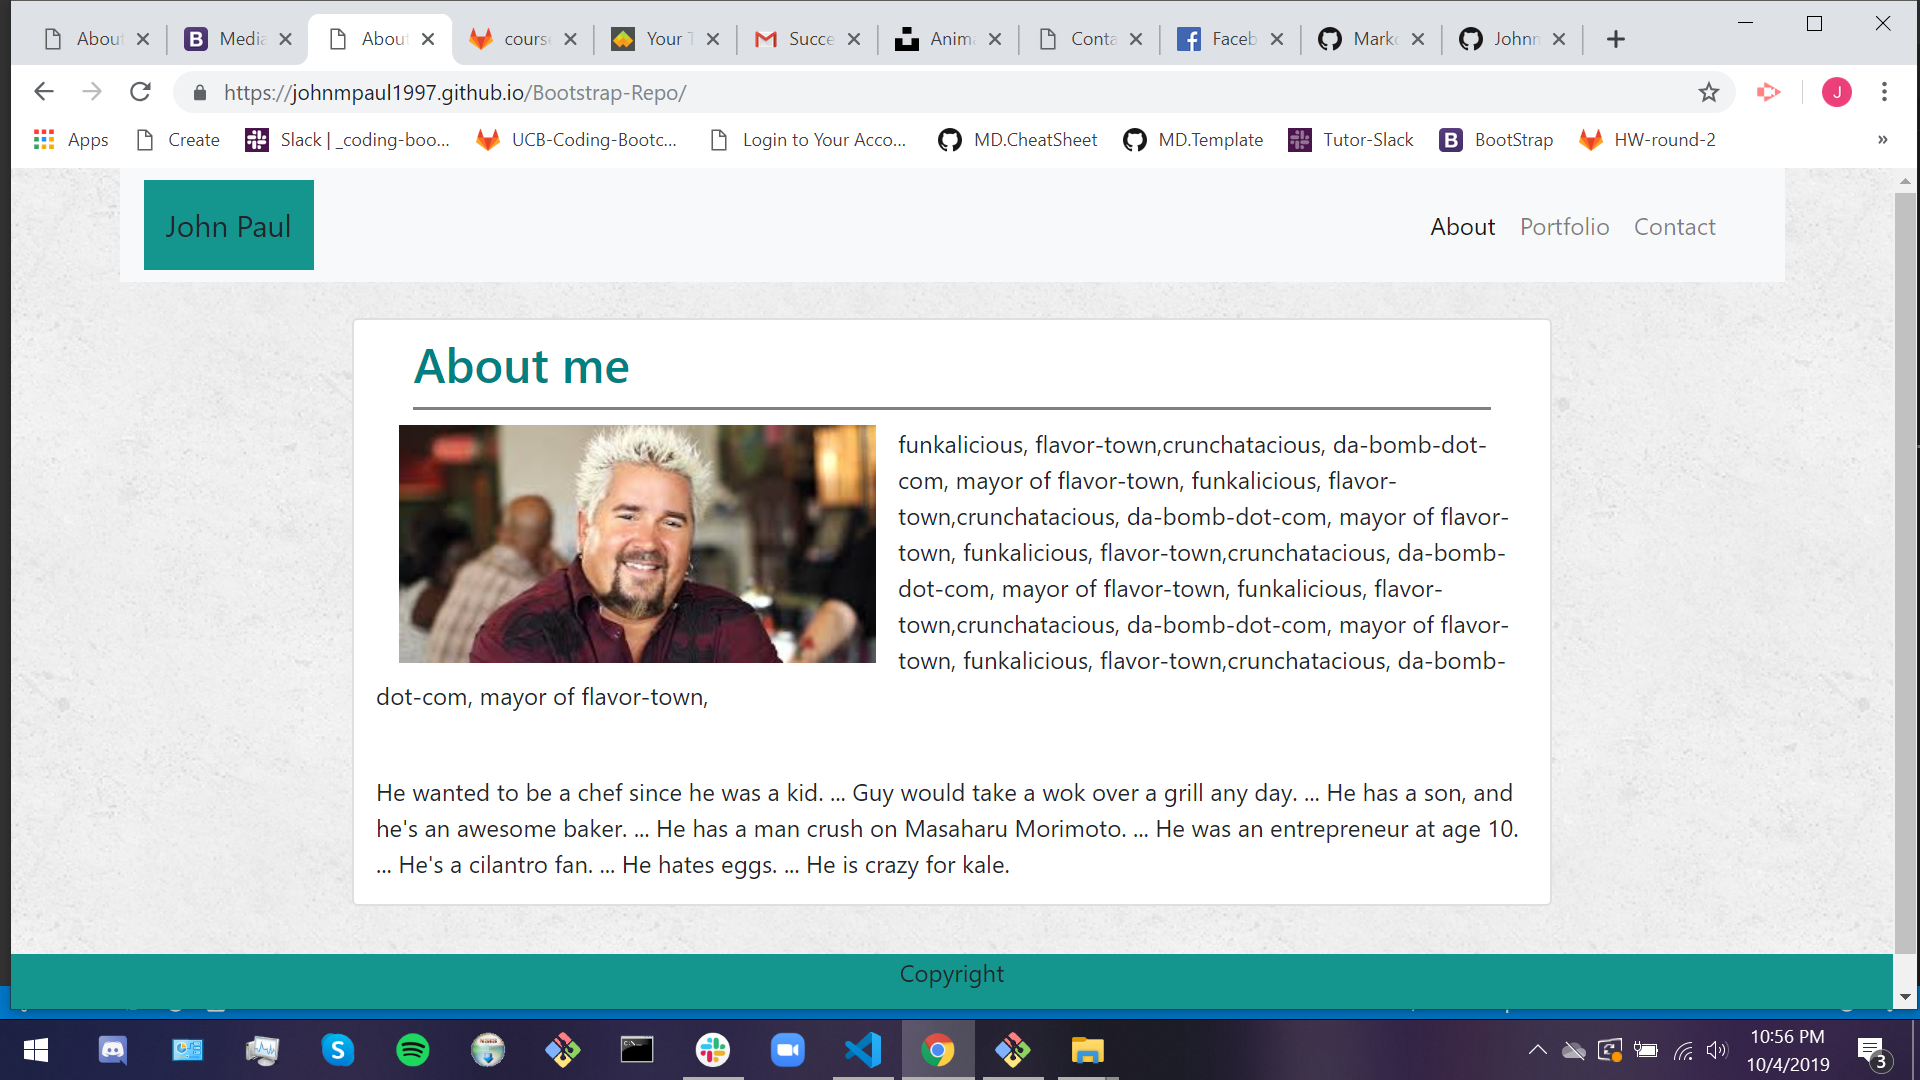 About
Media
About
course
Your T
Succe
Anima
Conta
Faceb
Marko
Johnm
https://johnmpaul1997.github.io/Bootstrap-Repo/
J
Apps
Create
Slack | _coding-boo...
UCB-Coding-Bootc...
Login to Your Acco...
MD.CheatSheet
MD.Template
Tutor-Slack
BootStrap
HW-round-2
»
John Paul
About Portfolio Contact
About me
funkalicious, flavor-town,crunchatacious, da-bomb-dot-
com, mayor of flavor-town, funkalicious, flavor-
town,crunchatacious, da-bomb-dot-com, mayor of flavor-
town, funkalicious, flavor-town,crunchatacious, da-bomb-
dot-com, mayor of flavor-town, funkalicious, flavor-
town,crunchatacious, da-bomb-dot-com, mayor of flavor-
town, funkalicious, flavor-town,crunchatacious, da-bomb-
dot-com, mayor of flavor-town,
He wanted to be a chef since he was a kid. ... Guy would take a wok over a grill any day. ... He has a son, and
he's an awesome baker. ... He has a man crush on Masaharu Morimoto. ... He was an entrepreneur at age 10.
... He's a cilantro fan. ... He hates eggs. ... He is crazy for kale.
Copyright
10:56 PM
10/4/2019
3